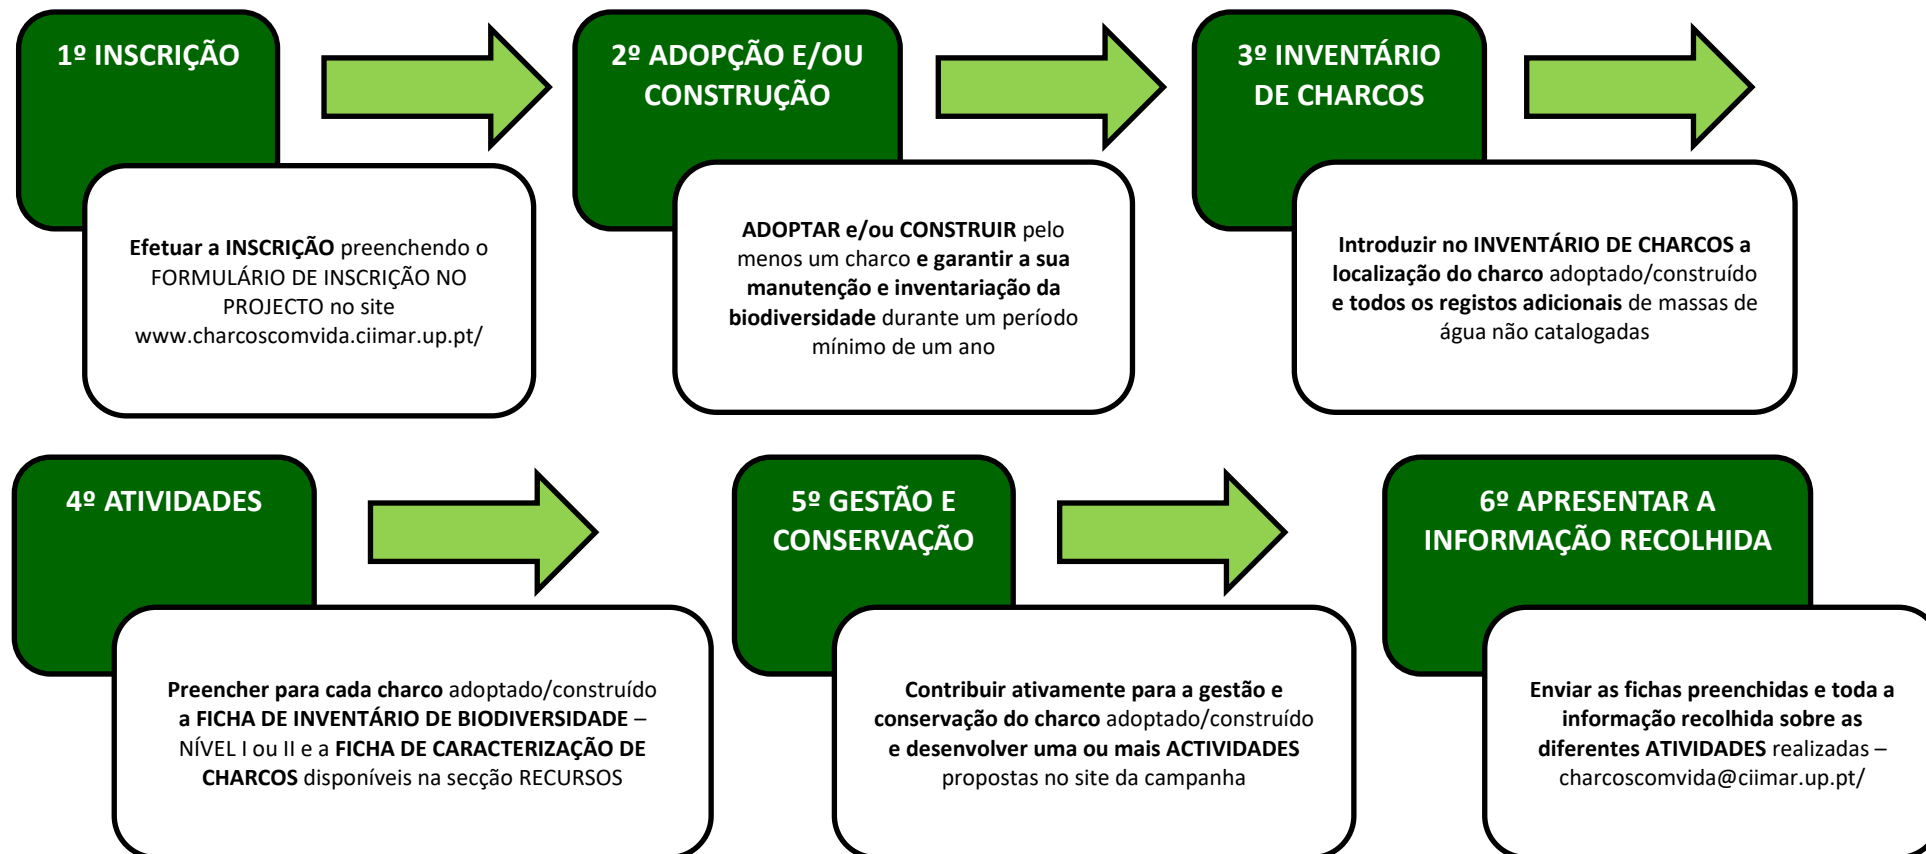 1º INSCRIÇÃO
Efetuar a INSCRIÇÃO preenchendo o
FORMULÁRIO DE INSCRIÇÃO NO
PROJECTO no site
www.charcoscomvida.ciimar.up.pt/
2º ADOPÇÃO E/OU
CONSTRUÇÃO
ADOPTAR e/ou CONSTRUIR pelo
menos um charco e garantir a sua
manutenção e inventariação da
biodiversidade durante um período
mínimo de um ano
3º INVENTÁRIO
DE CHARCOS
Introduzir no INVENTÁRIO DE CHARCOS a
localização do charco adoptado/construído
e todos os registos adicionais de massas de
água não catalogadas
4º ATIVIDADES
Preencher para cada charco adoptado/construído
a FICHA DE INVENTÁRIO DE BIODIVERSIDADE –
NÍVEL I ou II e a FICHA DE CARACTERIZAÇÃO DE
CHARCOS disponíveis na secção RECURSOS
5º GESTÃO E
CONSERVAÇÃO
Contribuir ativamente para a gestão e
conservação do charco adoptado/construído
e desenvolver uma ou mais ACTIVIDADES
propostas no site da campanha
6º APRESENTAR A
INFORMAÇÃO RECOLHIDA
Enviar as fichas preenchidas e toda a
informação recolhida sobre as
diferentes ATIVIDADES realizadas –
charcoscomvida@ciimar.up.pt/